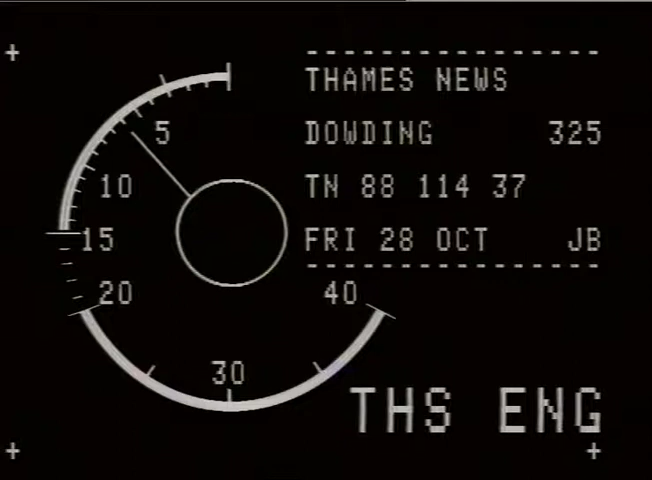 THAMES NEWS
DOWDING 325
TN 88 114 37
FRI 28 OCT JB
5
10
15
20
30
40
THS ENG